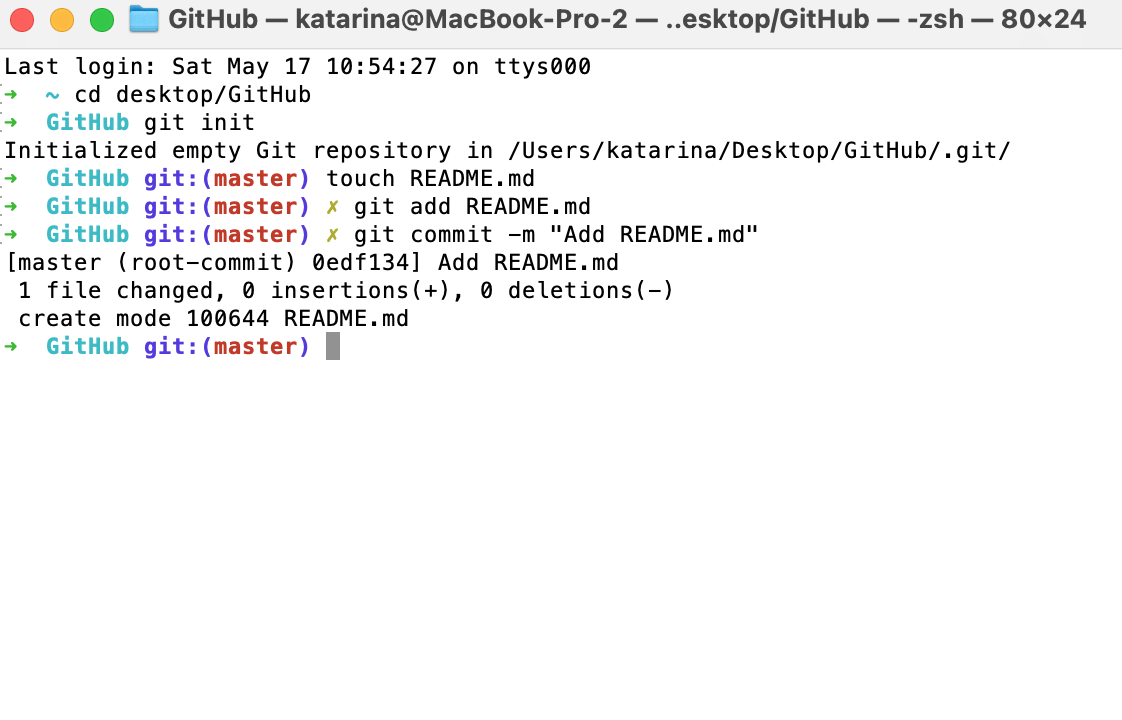 GitHub — katarina@MacBook-Pro-2 — ..esktop/GitHub — -zsh — 80×24
Last login: Sat May 17 10:54:27 on ttys000
➜  ~ cd desktop/GitHub
➜  GitHub git init
Initialized empty Git repository in /Users/katarina/Desktop/GitHub/.git/
➜  GitHub git:(master) touch README.md
➜  GitHub git:(master) ✗ git add README.md
➜  GitHub git:(master) ✗ git commit -m "Add README.md"
[master (root-commit) 0edf134] Add README.md
 1 file changed, 0 insertions(+), 0 deletions(-)
 create mode 100644 README.md
➜  GitHub git:(master)